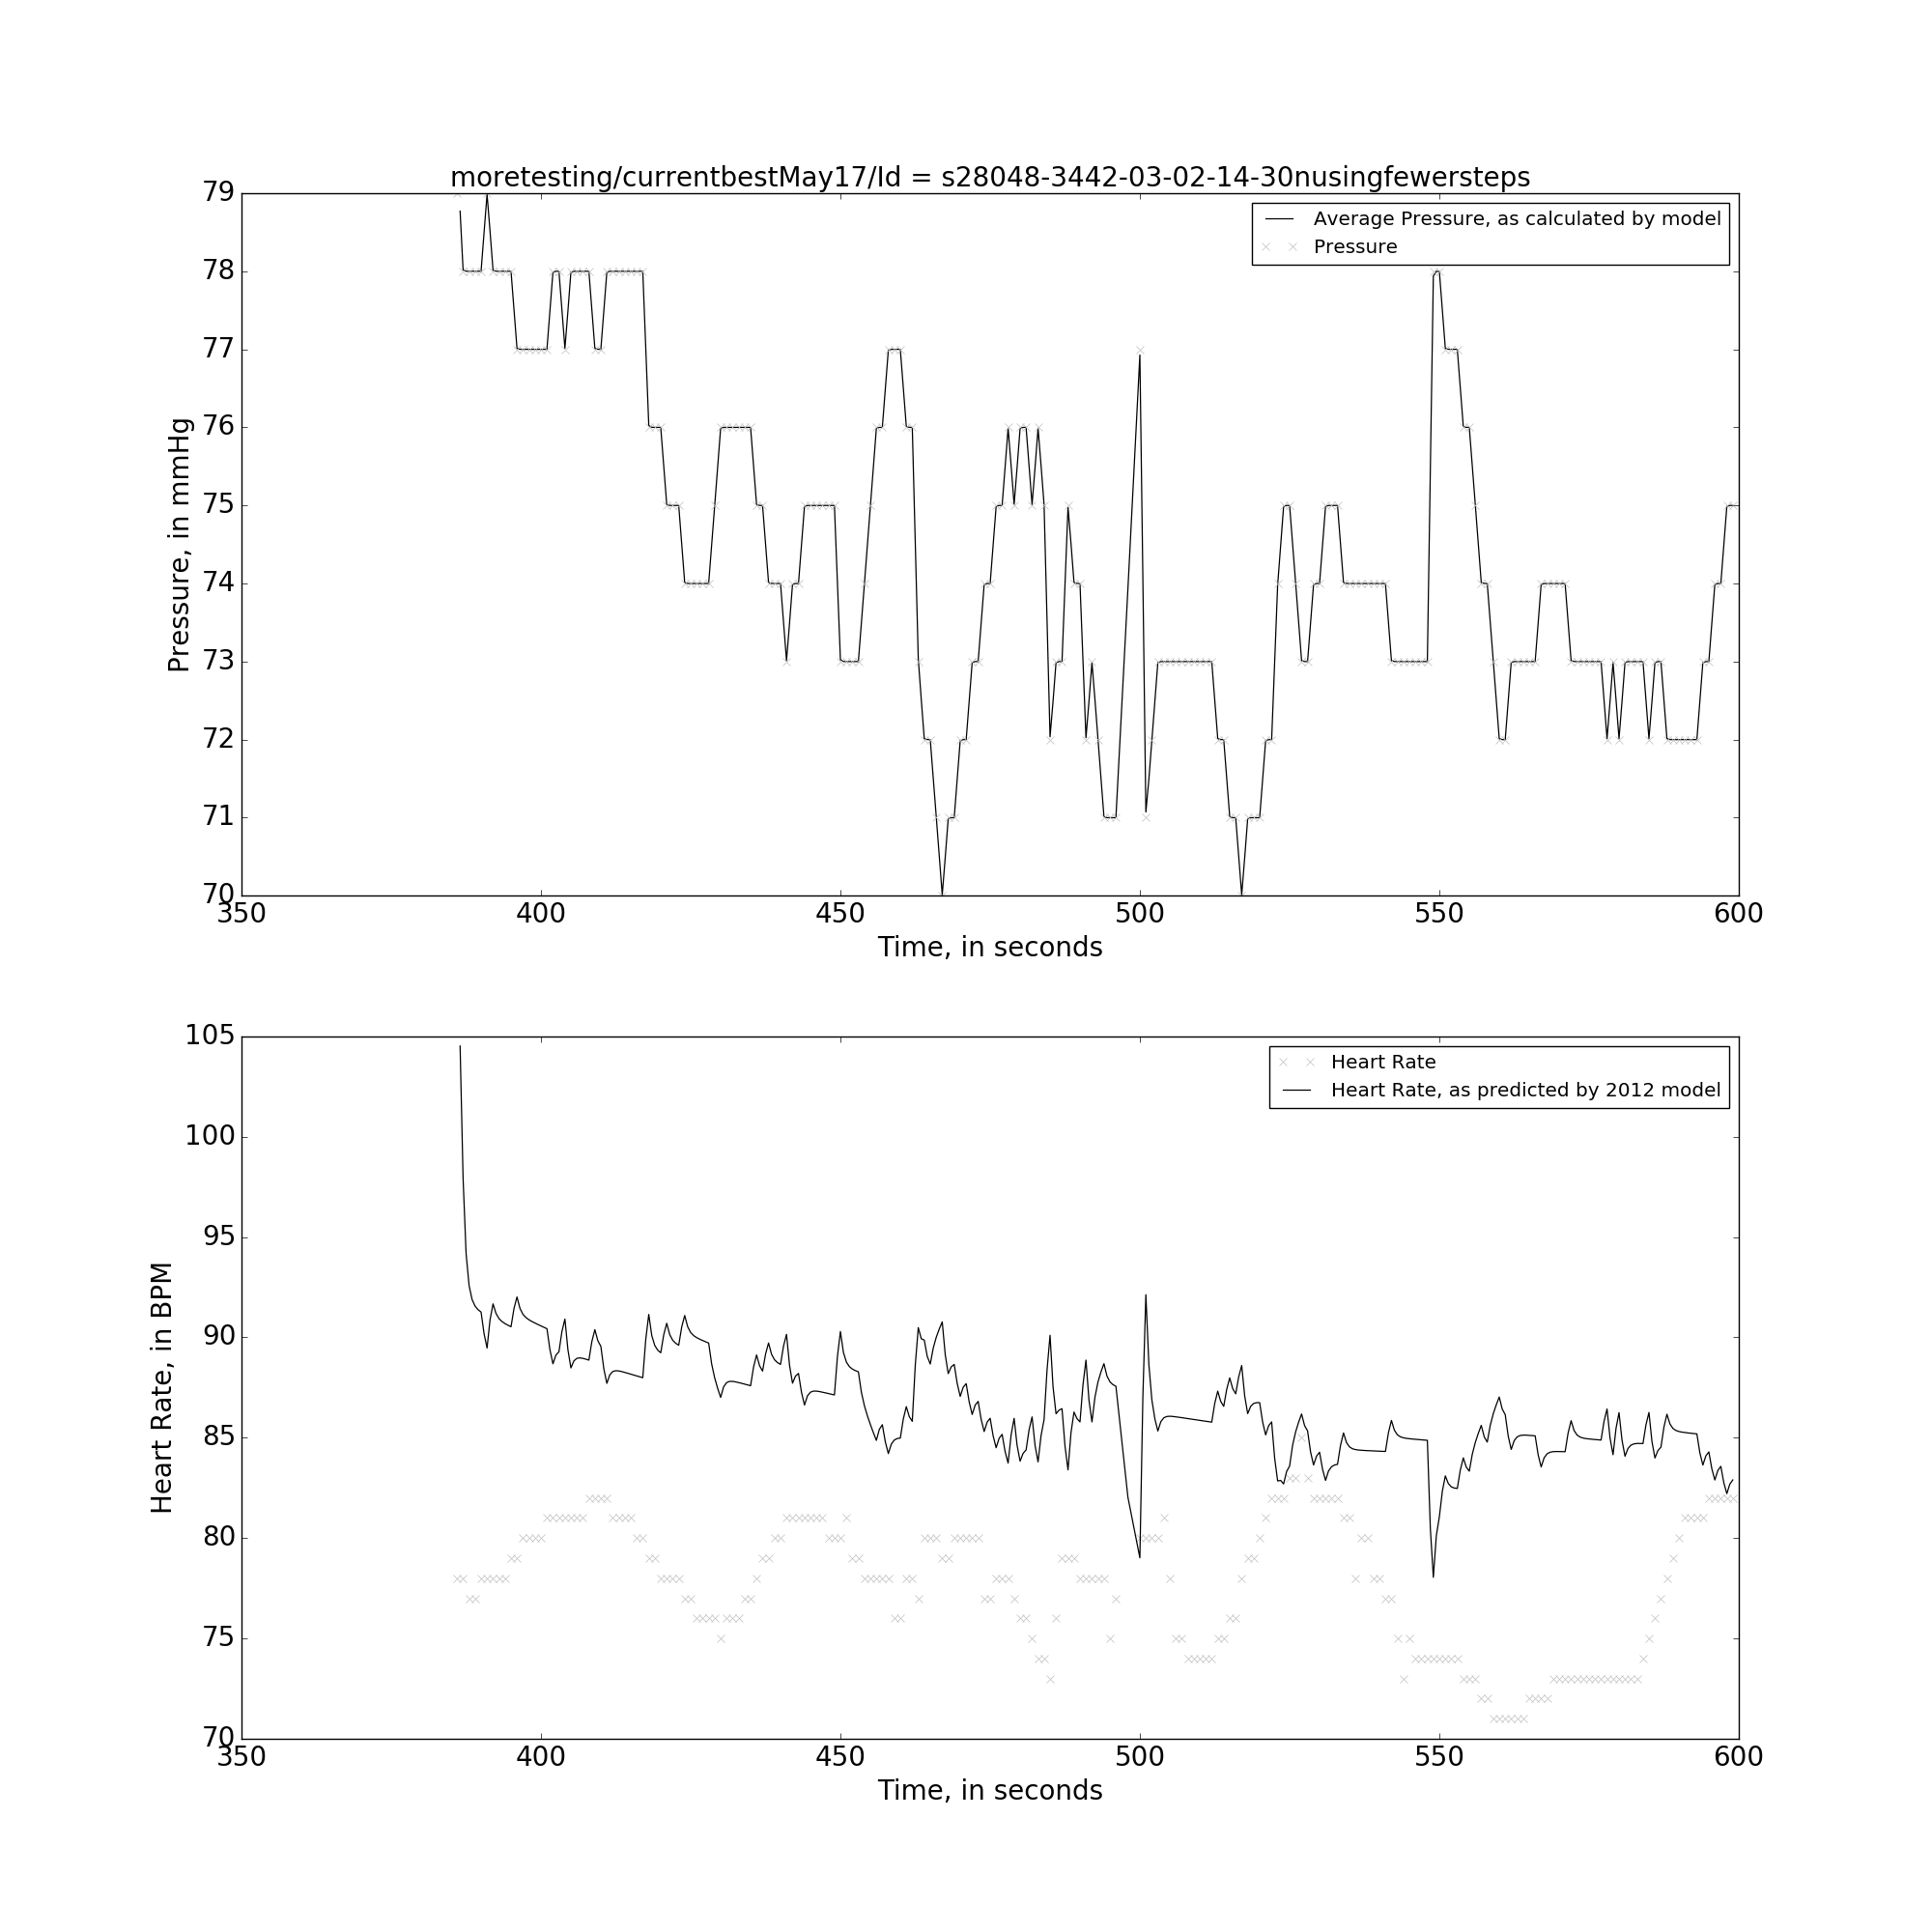 moretesting/currentbestMay17/Id = s28048-3442-03-02-14-30nusingfewersteps
79
78
77
76
75
74
73
72
71
70
Pressure, in mmHg
Average Pressure, as calculated by model
Pressure
350 400 450 500 550 600
Time, in seconds
105
100
95
90
85
80
75
70
Heart Rate, in BPM
Heart Rate
Heart Rate, as predicted by 2012 model
350 400 450 500 550 600
Time, in seconds